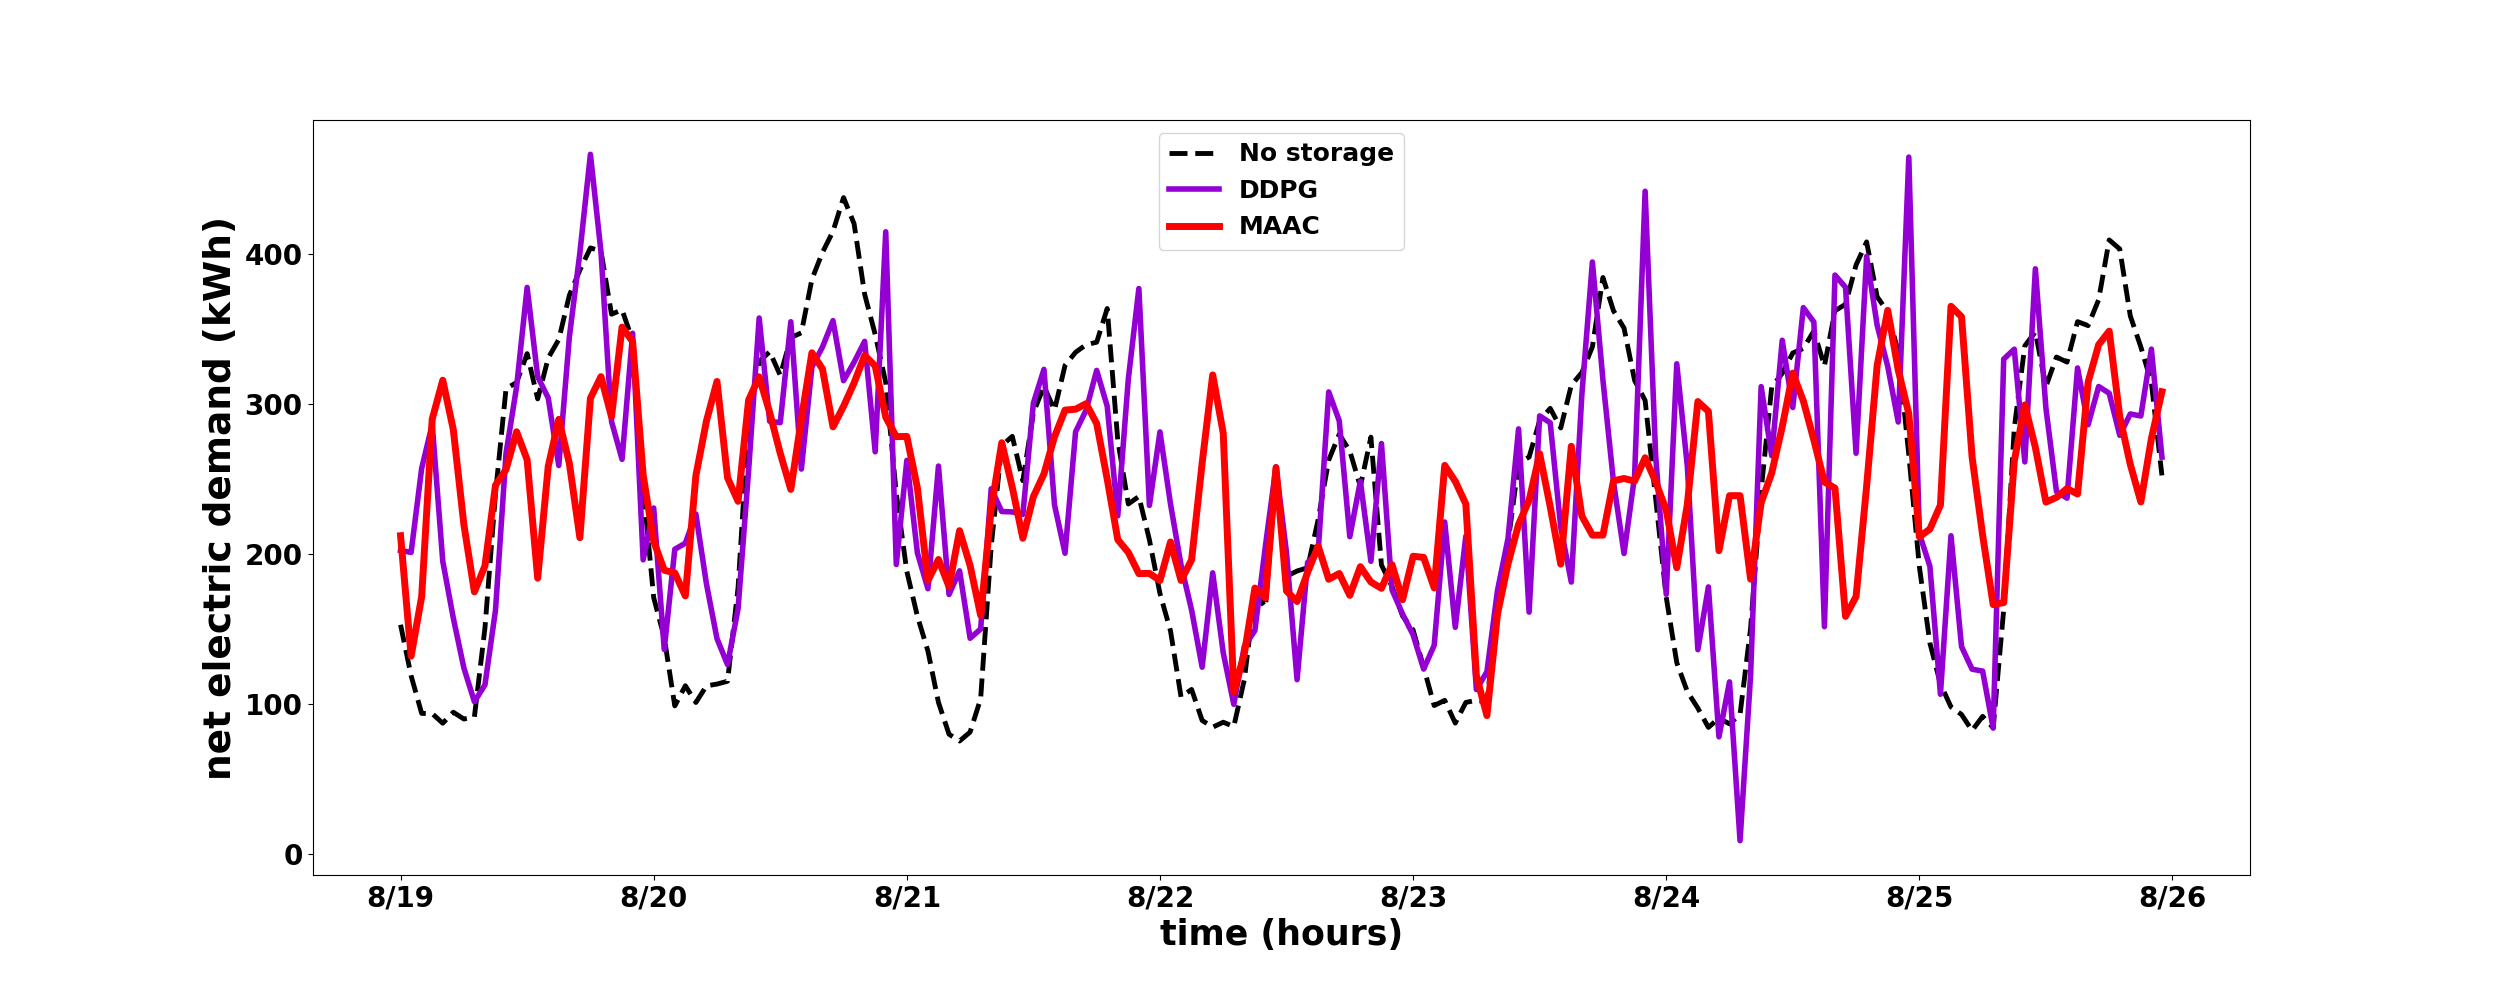 No storage
DDPG
MAAC
net electric demand (kWh)
400
300
200
100
0
8/19 8/20 8/21 8/22 8/23 8/24 8/25 8/26
time (hours)